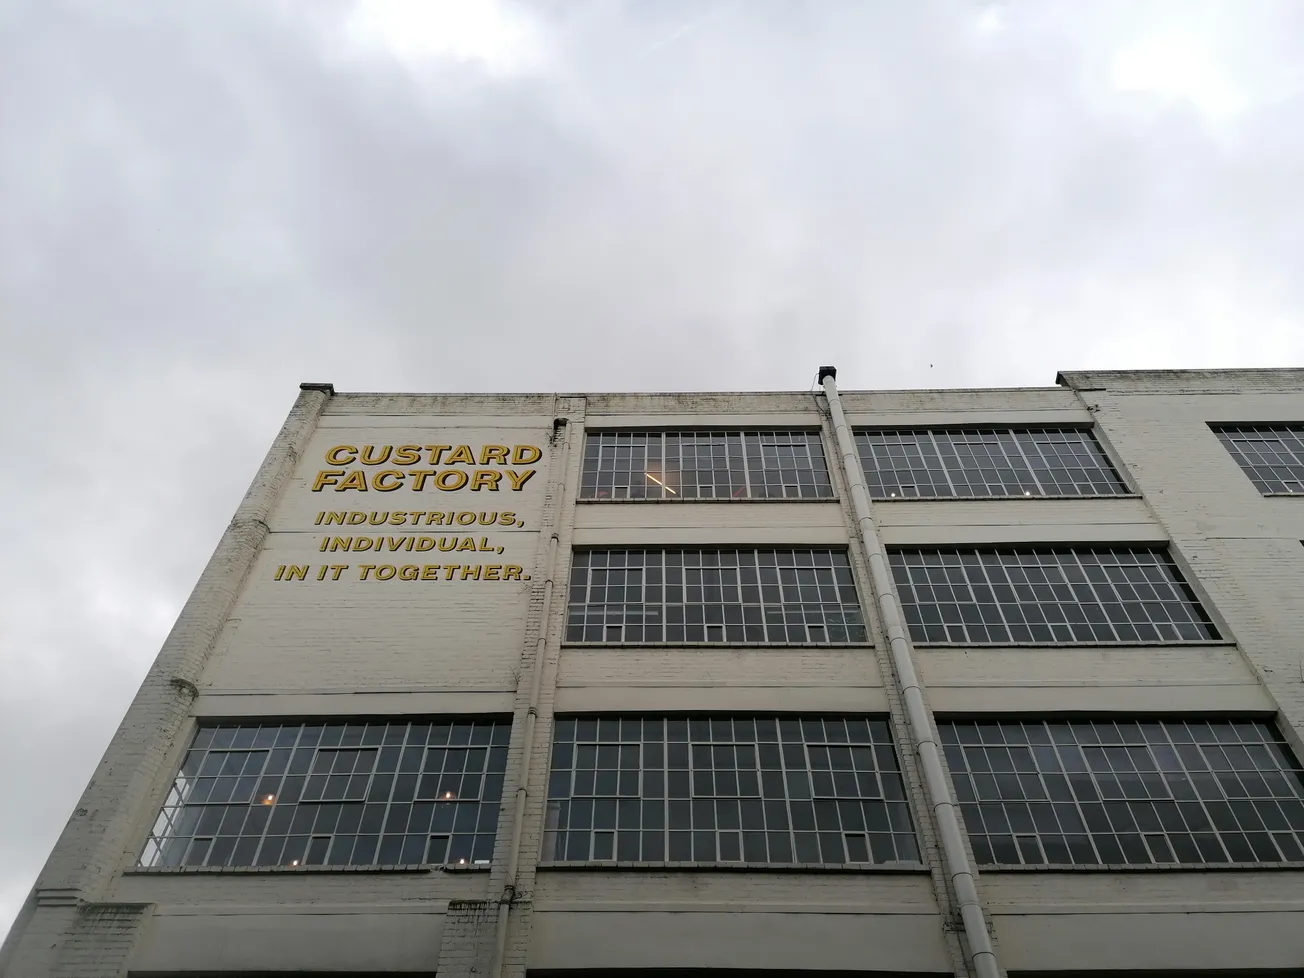 CUSTARD
FACTORY
INDUSTRIOUS,
INDIVIDUAL,
IN IT TOGETHER.